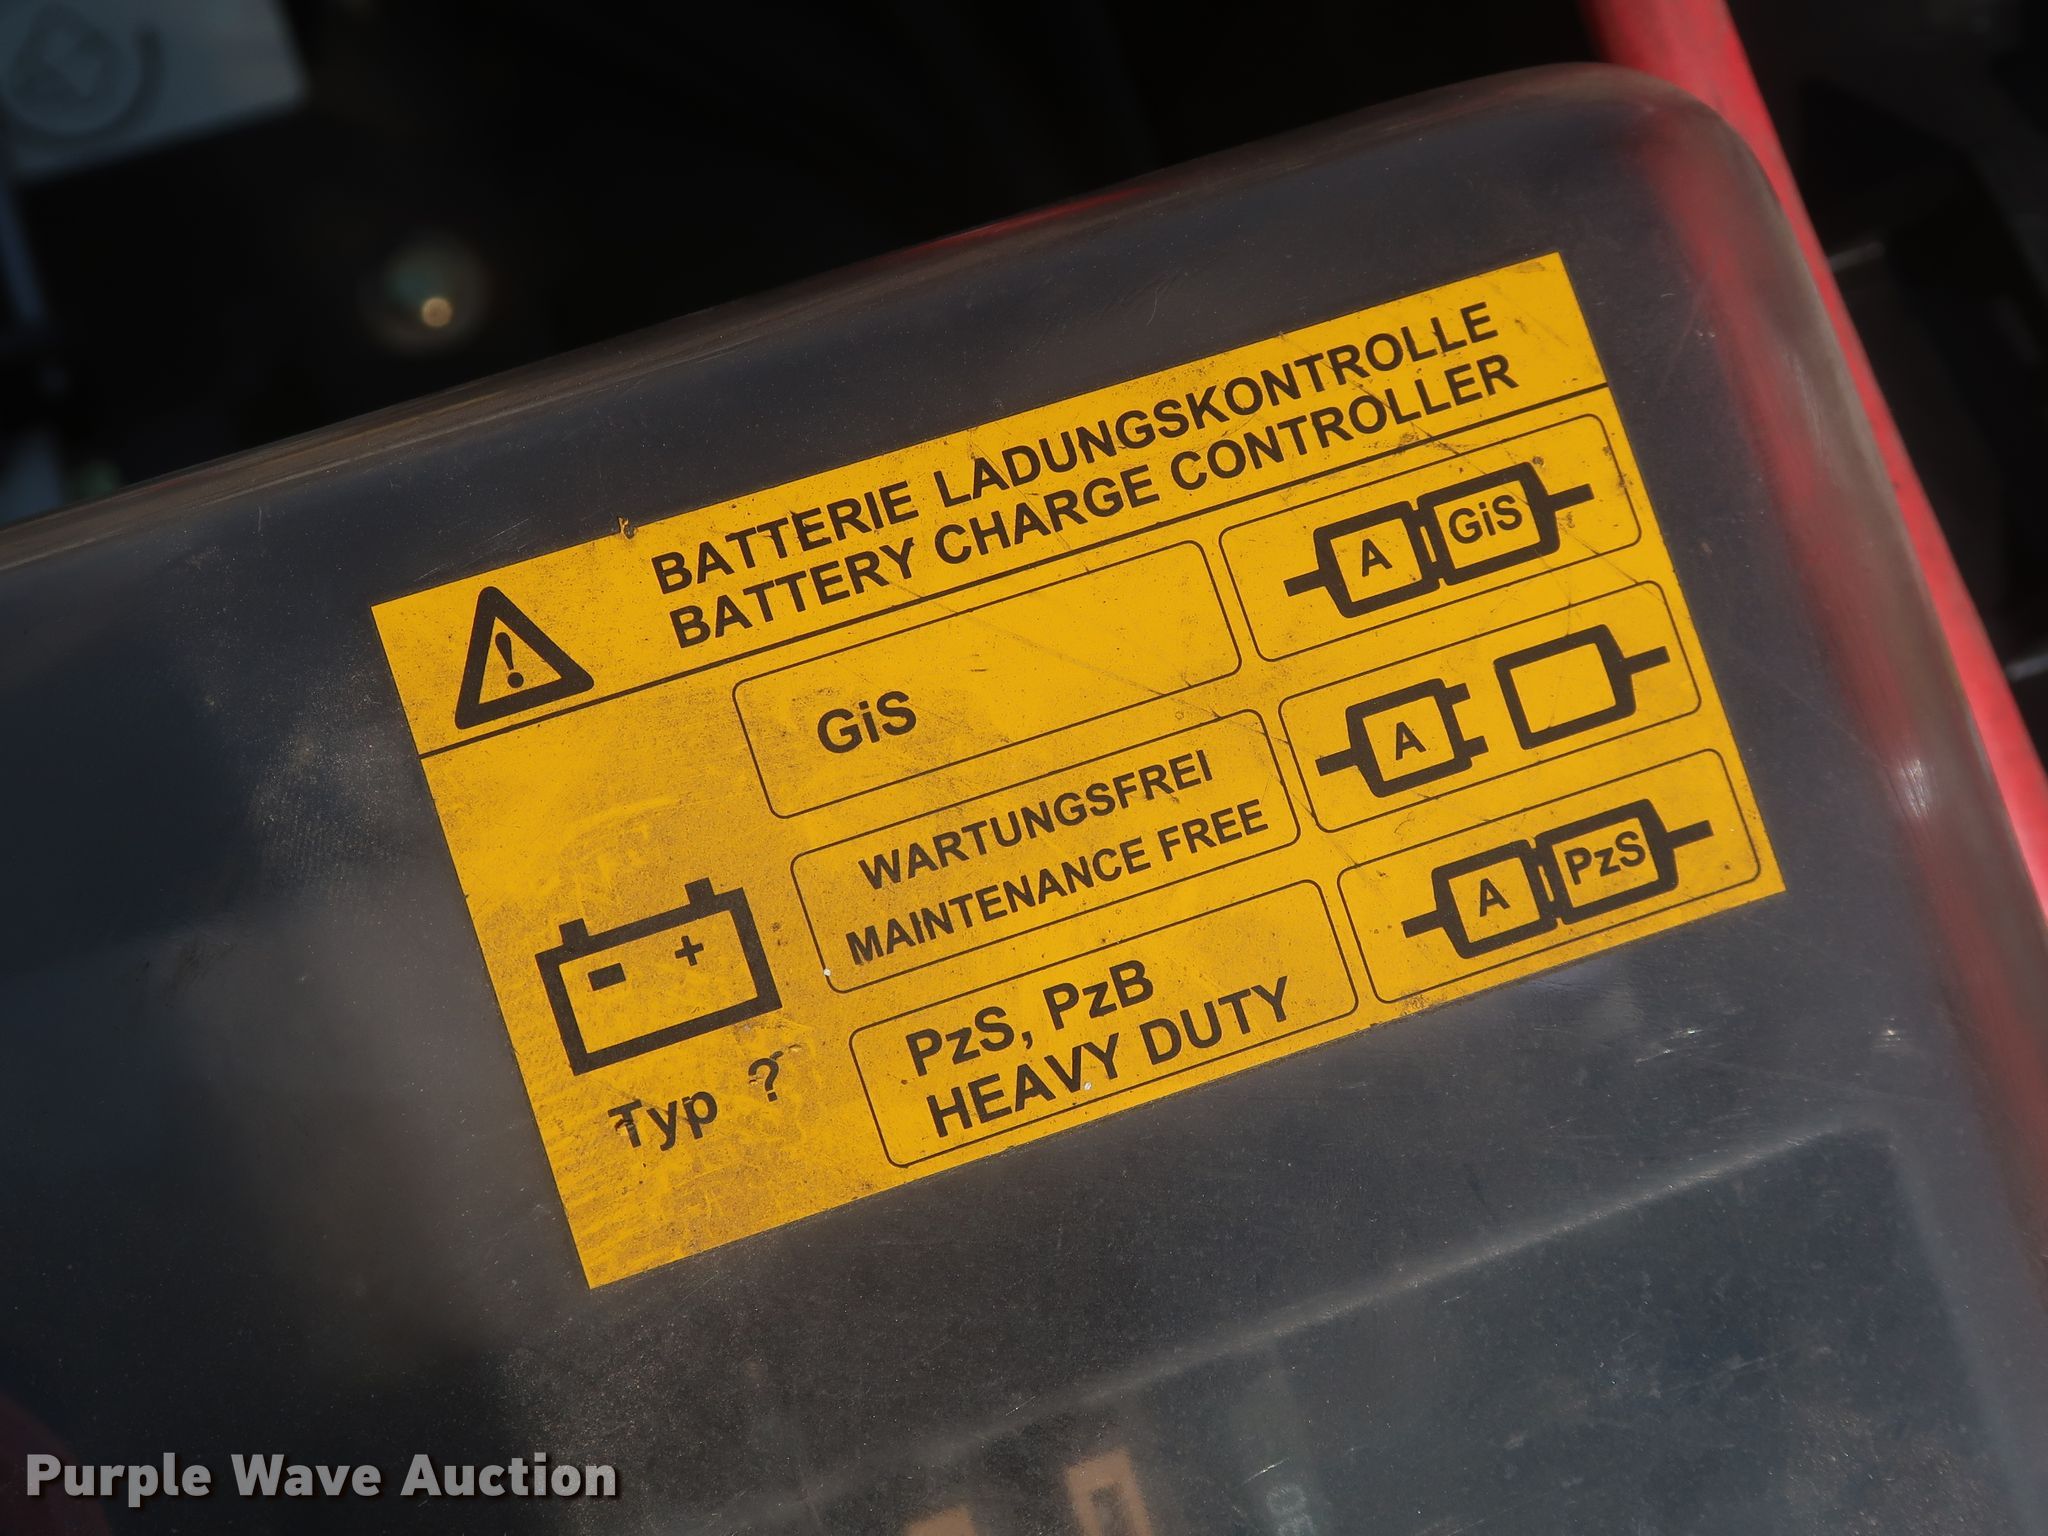 BATTERIE LADUNGSKONTROLLE
BATTERY CHARGE CONTROLLER
GiS
A GiS
WARTUNGSFREI
MAINTENANCE FREE
A
- +
Typ ?
PzS, PzB
HEAVY DUTY
A PzS
Purple Wave Auction